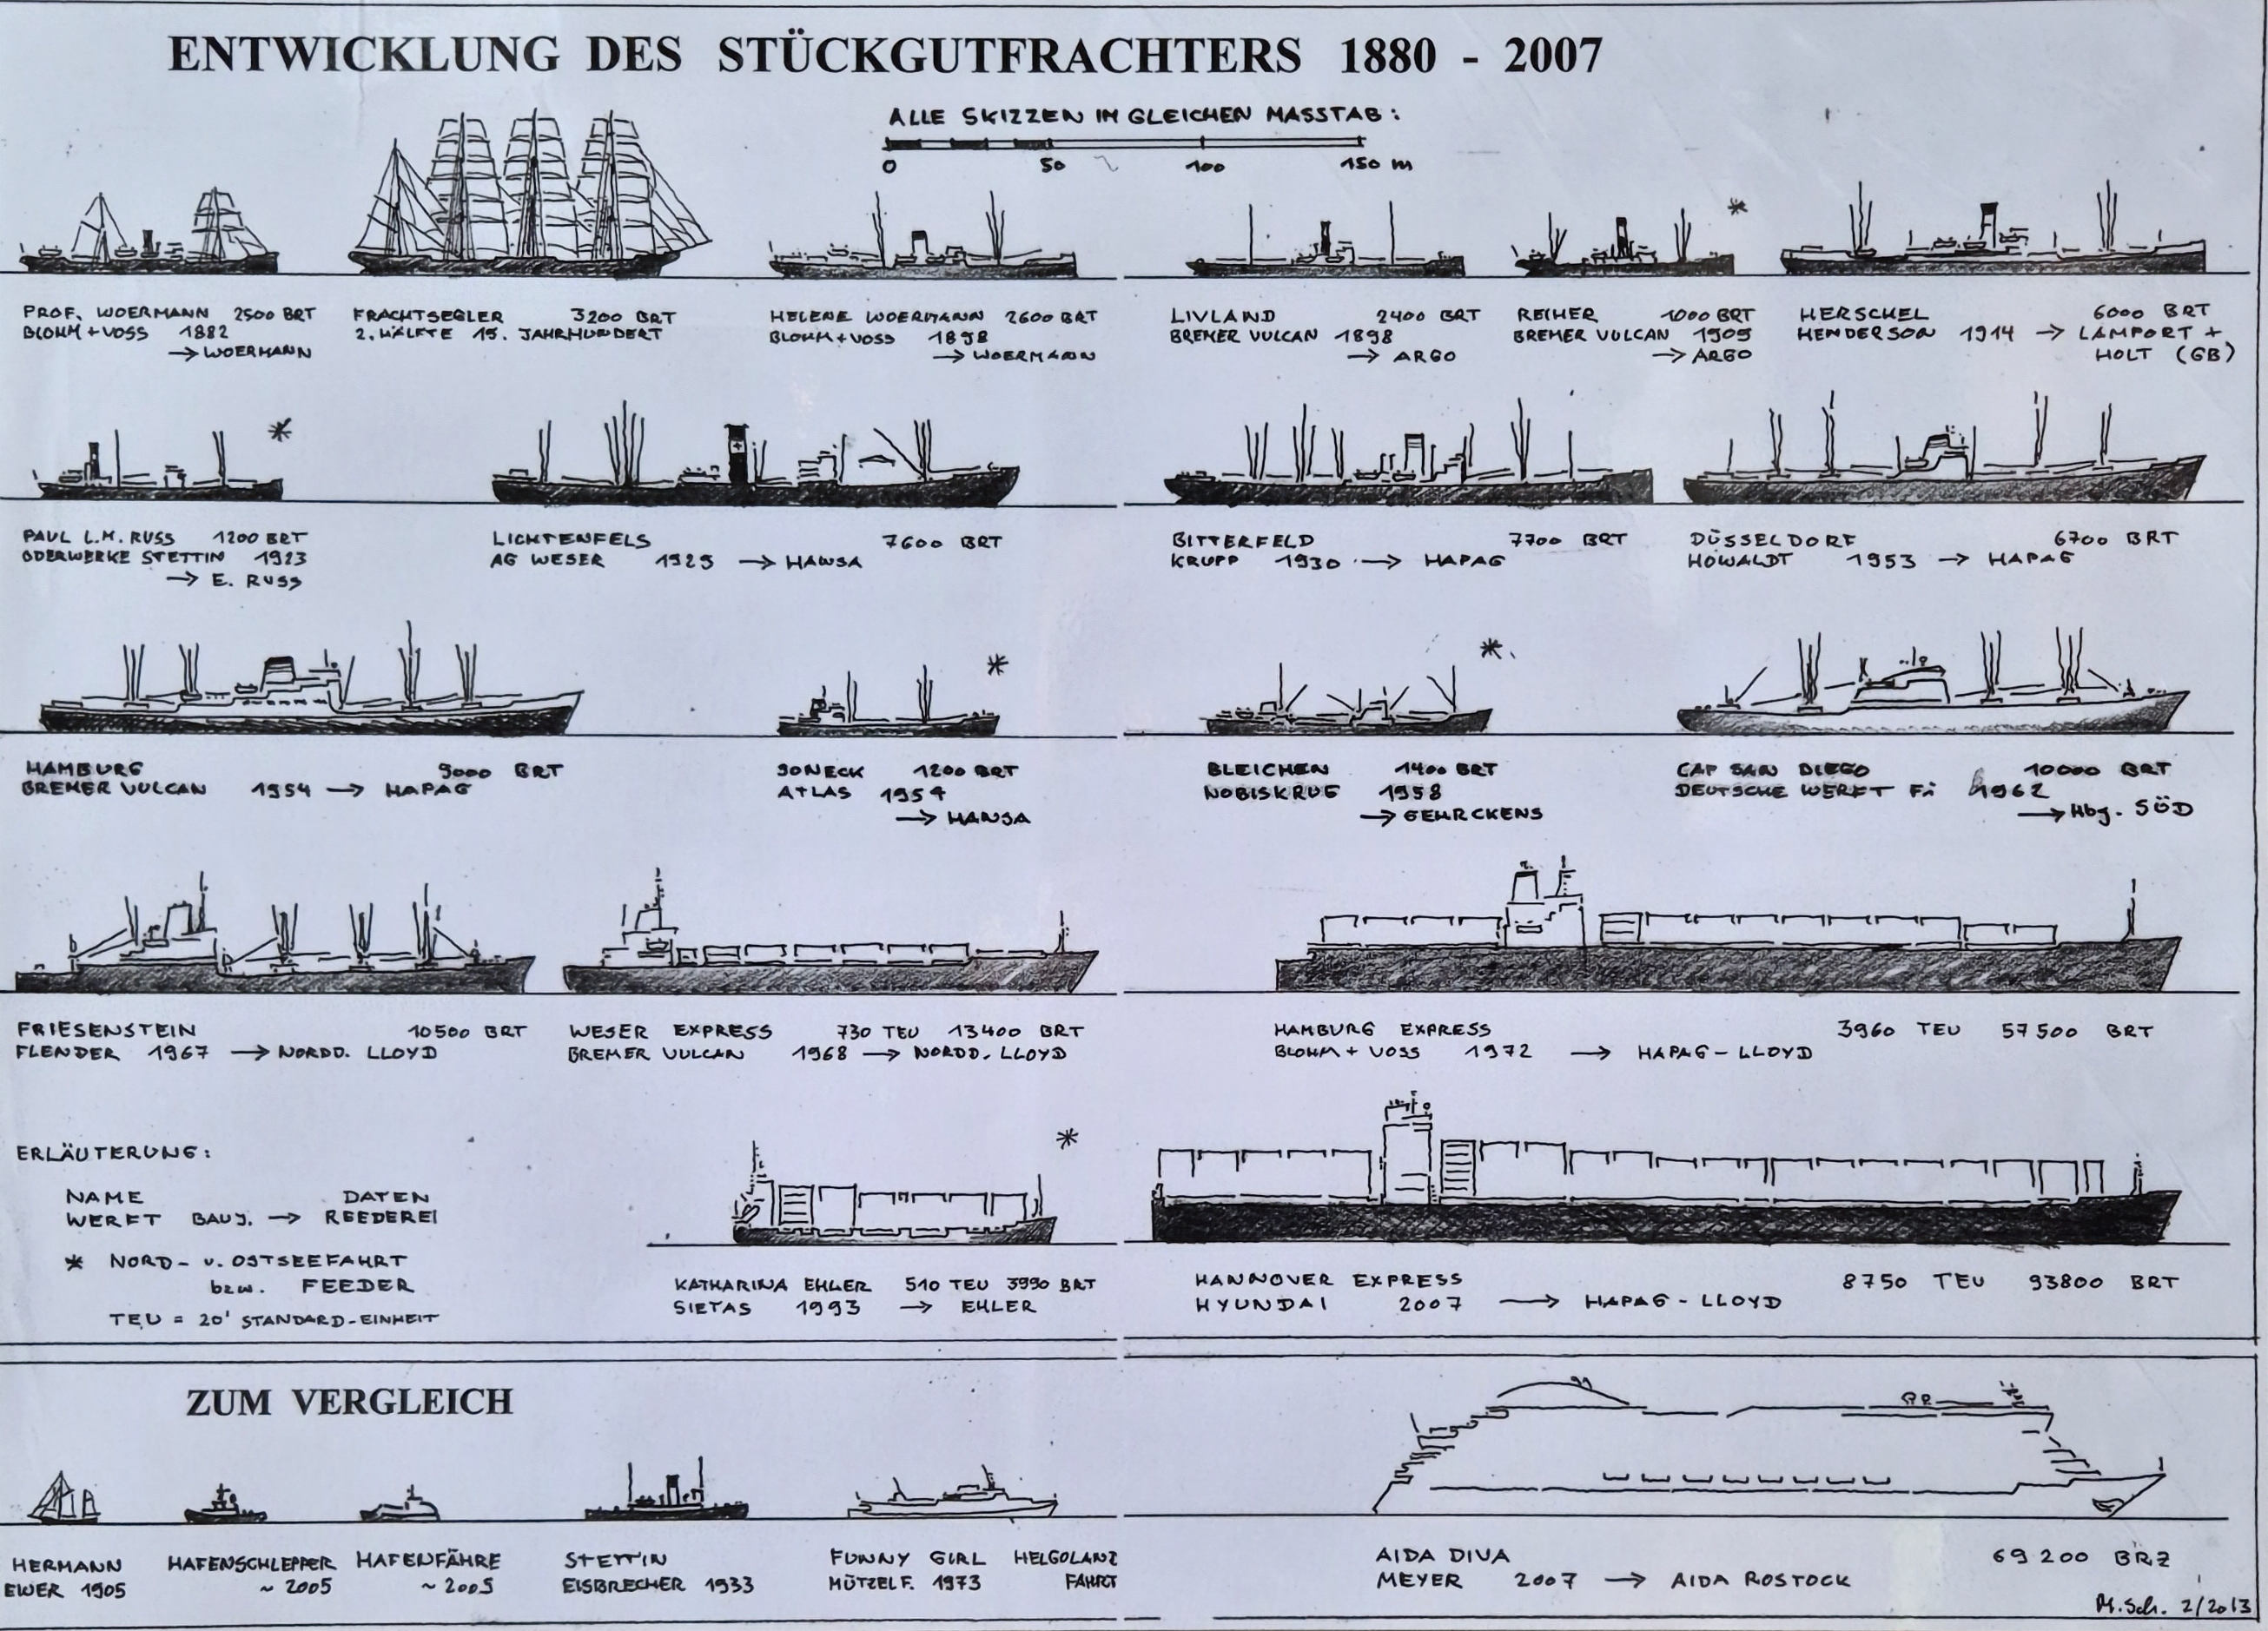 ENTWICKLUNG DES STÜCKGUTFRACHTERS 1880 - 2007
ALLE SKIZZEN IM GLEICHEN MASSTAB:
0 50 100 150 m
PROF. WOERMANN 2500 BRT
BLOHM + VOSS 1882
→ WOERMANN
FRACHTSEGLER 3200 BRT
2. HÄLFTE 19. JAHRHUNDERT
HELENE WOERMANN 2600 BRT
BLOHM + VOSS 1898
→ WOERMANN
LIVLAND 2400 BRT
BREMER VULCAN 1898
→ ARGO
*
REIHER 1000 BRT
BREMER VULCAN 1909
→ ARGO
HERSCHEL 6000 BRT
HENDERSON 1914 → LAMPORT +
HOLT (GB)
*
PAUL L.M. RUSS 1200 BRT
ODERWERKE STETTIN 1923
→ E. RUSS
LICHTENFELS 7600 BRT
AG WESER 1929 → HANSA
BITTERFELD 7700 BRT
KRUPP 1930 → HAPAG
DÜSSELDORF 6700 BRT
HOWALDT 1953 → HAPAG
HAMBURG 9000 BRT
BREMER VULCAN 1954 → HAPAG
*
SONECK 1200 BRT
ATLAS 1954
→ HANSA
*
BLEICHEN 1400 BRT
NOBISKRUG 1958
→ GEHRCKENS
CAP SAN DIEGO 10000 BRT
DEUTSCHE WERFT Fi 1962
→ Hbg. SÜD
FRIESENSTEIN 10500 BRT
FLENDER 1967 → NORDD. LLOYD
WESER EXPRESS 730 TEU 13400 BRT
BREMER VULCAN 1968 → NORDD. LLOYD
HAMBURG EXPRESS 3960 TEU 57500 BRT
BLOHM + VOSS 1972 → HAPAG - LLOYD
ERLÄUTERUNG:
NAME DATEN
WERFT BAUJ. → REEDEREI
* NORD- u. OSTSEEFAHRT
bzw. FEEDER
TEU = 20' STANDARD-EINHEIT
*
KATHARINA EHLER 510 TEU 3990 BRT
SIETAS 1993 → EHLER
HANNOVER EXPRESS 8750 TEU 93800 BRT
HYUNDAI 2007 → HAPAG - LLOYD
ZUM VERGLEICH
HERMANN
EWER 1905
HAFENSCHLEPPER
~ 2005
HAFENFÄHRE
~ 2005
STETTIN
EISBRECHER 1933
FUNNY GIRL HELGOLAND
MÜTZELF. 1973 FAHRT
AIDA DIVA 69 200 BRZ
MEYER 2007 → AIDA ROSTOCK
M.Sch. 2/2013